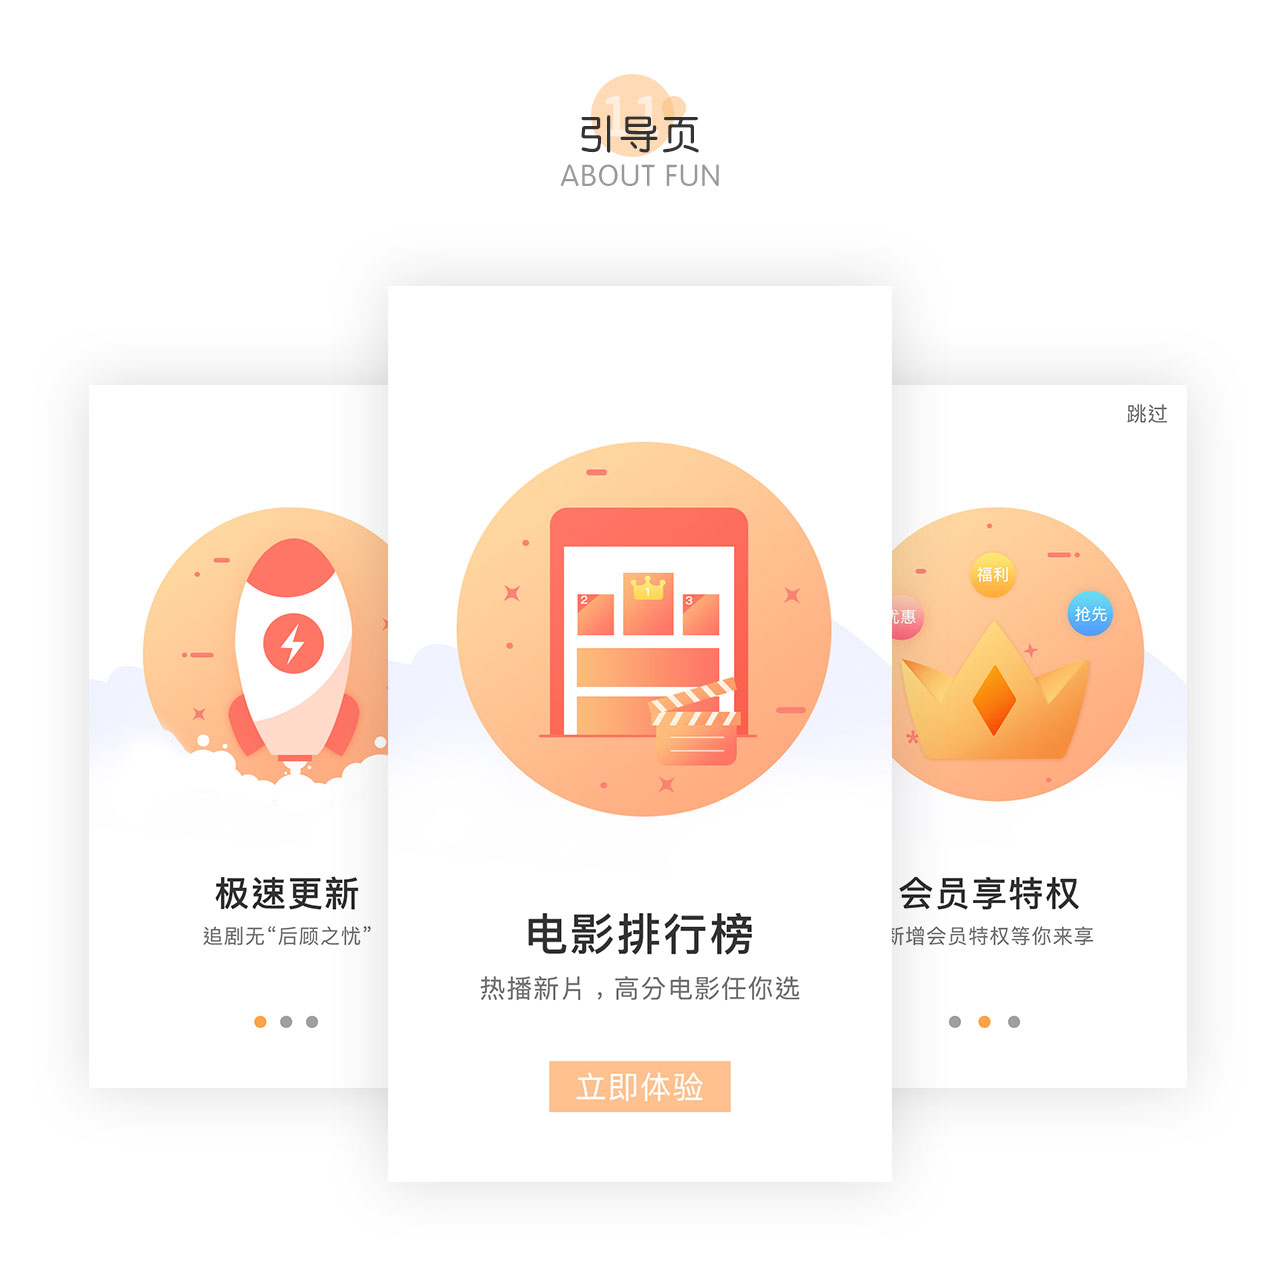 11
引导页
ABOUT FUN
跳过
福利
优惠
抢先
2
1
3
极速更新
追剧无“后顾之忧”
电影排行榜
热播新片，高分电影任你选
立即体验
会员享特权
新增会员特权等你来享